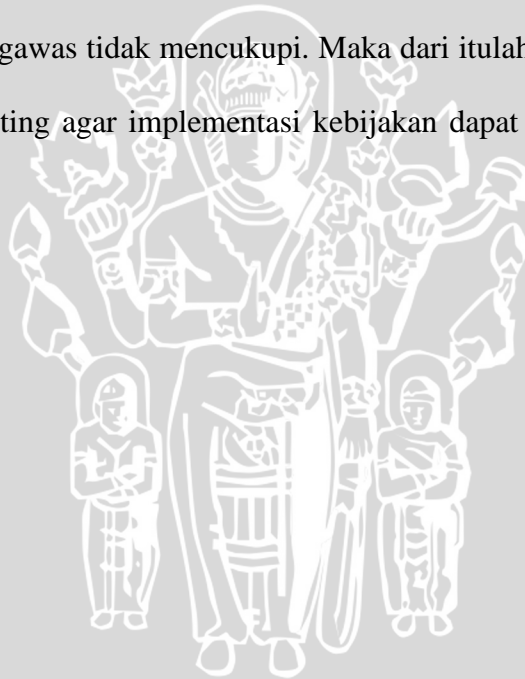 gawas tidak mencukupi. Maka dari itulah
ting agar implementasi kebijakan dapat